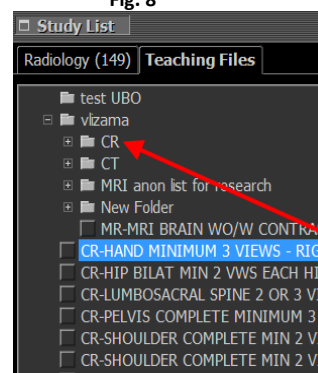 Fig. 8
Study List
Radiology (149) Teaching Files
test UBO
vlizama
CR
CT
MRI anon list for research
New Folder
MR-MRI BRAIN WO/W CONTRA
CR-HAND MINIMUM 3 VIEWS - RIG
CR-HIP BILAT MIN 2 VWS EACH HI
CR-LUMBOSACRAL SPINE 2 OR 3 VI
CR-PELVIS COMPLETE MINIMUM 3
CR-SHOULDER COMPLETE MIN 2 V
CR-SHOULDER COMPLETE MIN 2 V